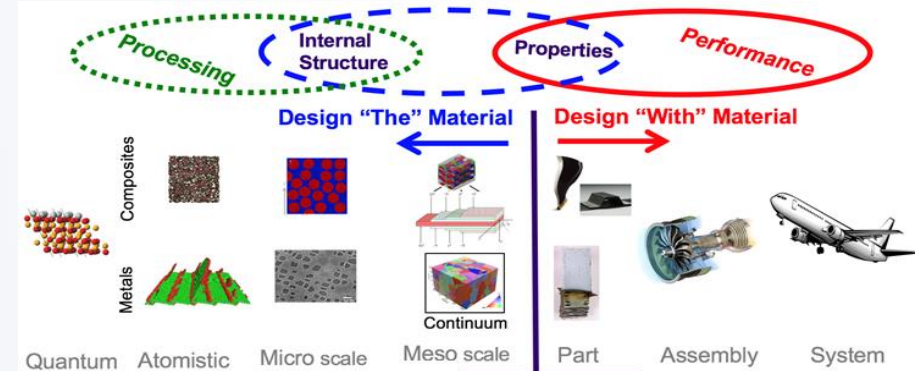 Processing
Internal
Structure
Properties
Performance
Design "The" Material
Design "With" Material
Composites
Metals
Continuum
Quantum
Atomistic
Micro scale
Meso scale
Part
Assembly
System